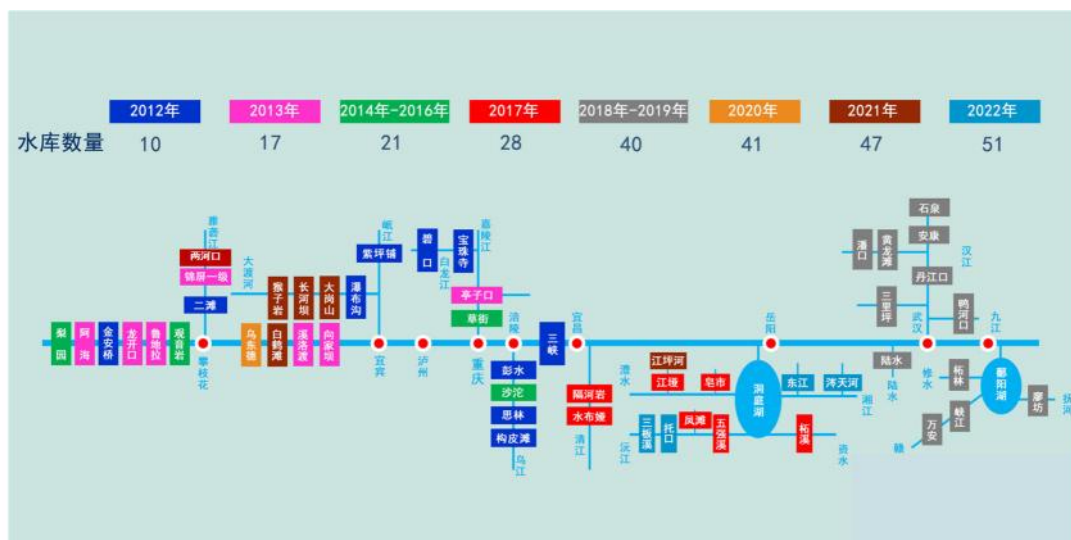 2012年 2013年 2014年-2016年 2017年 2018年-2019年 2020年 2021年 2022年
水库数量 10 17 21 28 40 41 47 51
雅砻江
两河口
锦屏一级
二滩
大渡河
猴子岩
长河坝
大岗山
瀑布沟
岷江
紫坪铺
碧口
白龙江
宝珠寺
嘉陵江
亭子口
草街
梨园
阿海
金安桥
龙开口
鲁地拉
观音岩
攀枝花
乌东德
白鹤滩
溪洛渡
向家坝
宜宾
泸州
重庆
涪陵
彭水
沙沱
思林
构皮滩
乌江
三峡
宜昌
隔河岩
水布垭
清江
岳阳
洞庭湖
澧水
江坪河
江垭
皂市
沅江
三板溪
托口
凤滩
五强溪
东江
涔天河
湘江
柘溪
资水
石泉
安康
汉江
潘口
黄龙滩
丹江口
三里坪
鸭河口
武汉
陆水
陆水
九江
鄱阳湖
修水
柘林
峡江
万安
赣
廖坊
抚河